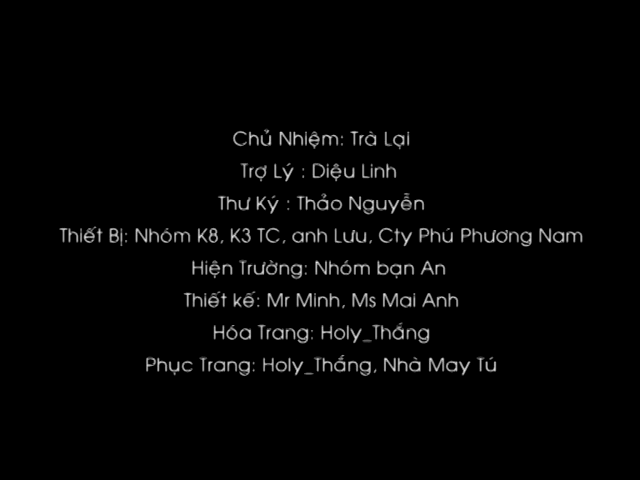 Chủ Nhiệm: Trà Lại
Trợ Lý : Diệu Linh
Thư Ký : Thảo Nguyễn
Thiết Bị: Nhóm K8, K3 TC, anh Lưu, Cty Phú Phương Nam
Hiện Trường: Nhóm bạn An
Thiết kế: Mr Minh, Ms Mai Anh
Hóa Trang: Holy_Thắng
Phục Trang: Holy_Thắng, Nhà May Tú